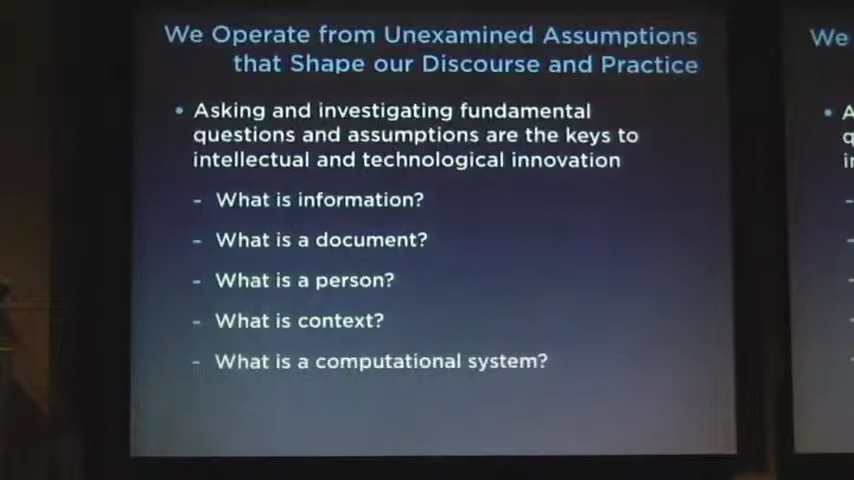 We Operate from Unexamined Assumptions
that Shape our Discourse and Practice
• Asking and investigating fundamental
questions and assumptions are the keys to
intellectual and technological innovation
- What is information?
- What is a document?
- What is a person?
- What is context?
- What is a computational system?
We